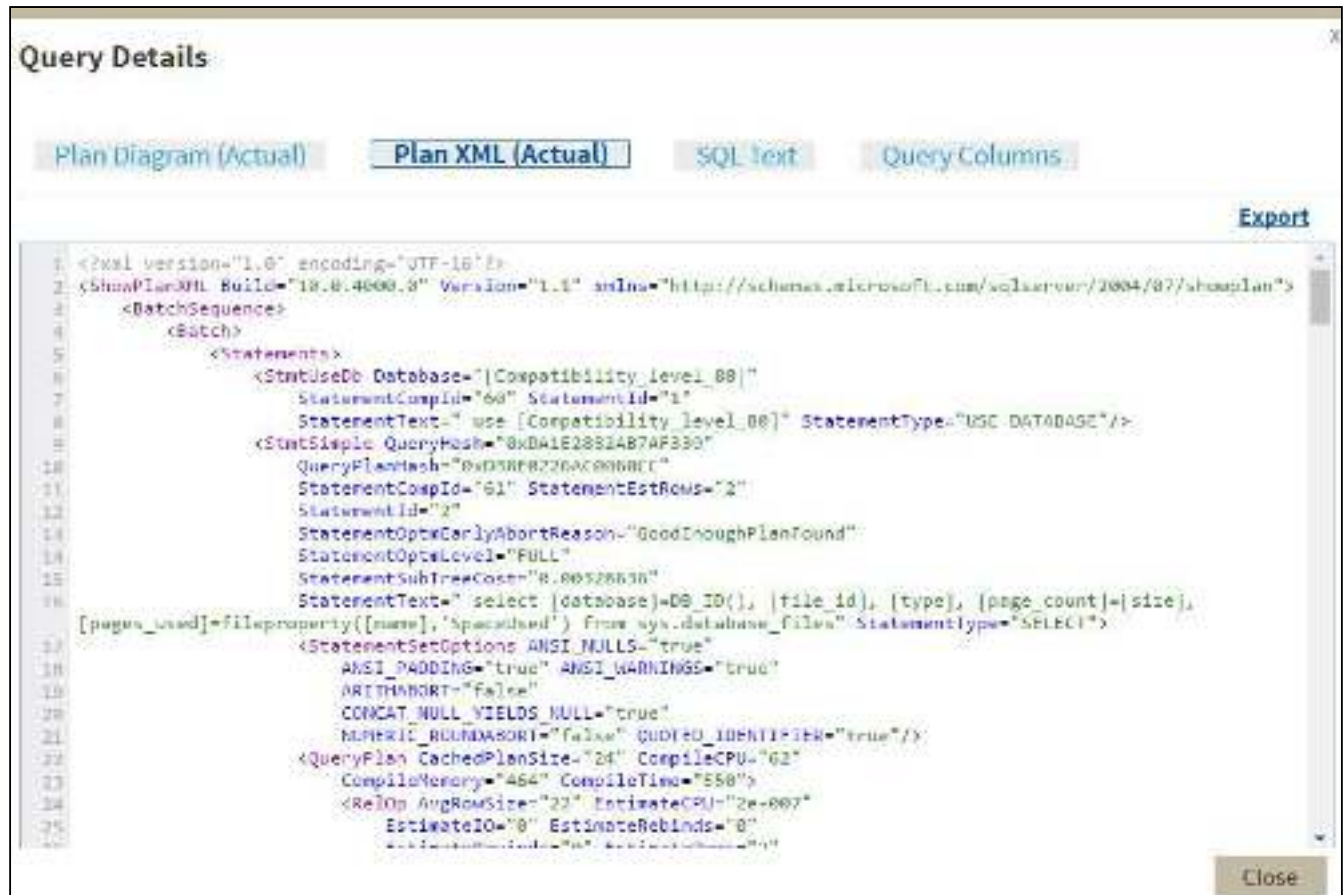 X
Query Details
Plan Diagram (Actual) Plan XML (Actual) SQL Text Query Columns
Export
1 <?xml version="1.0" encoding="UTF-16"?>
2 <ShowPlanXML Build="10.0.4000.0" Version="1.1" xmlns="http://schemas.microsoft.com/sqlserver/2004/07/showplan">
3 <BatchSequence>
4 <Batch>
5 <Statements>
6 <StmtUseDb Database="[Compatibility_level_80]"
7 StatementCompId="60" StatementId="1"
8 StatementText=" use [Compatibility_level_80]" StatementType="USE DATABASE"/>
9 <StmtSimple
10
11 StatementCompId="61" StatementEstRows="2"
12 StatementId="2"
13 StatementOptmEarlyAbortReason="GoodEnoughPlanFound"
14 StatementOptmLevel="FULL"
15 StatementSubTreeCost="0.00328636"
16 StatementText=" select [database]=DB_ID(), [file_id], [type], [page_count]=[size],
[pages_used]=fileproperty([name],'SpaceUsed') from sys.database_files" StatementType="SELECT">
17 <StatementSetOptions ANSI_NULLS="true"
18 ANSI_PADDING="true" ANSI_WARNINGS="true"
19 ARITHABORT="false"
20 CONCAT_NULL_YIELDS_NULL="true"
21 NUMERIC_ROUNDABORT="false" QUOTED_IDENTIFIER="true"/>
22 <QueryPlan CachedPlanSize="24" CompileCPU="62"
23 CompileMemory="464" CompileTime="550">
24 <RelOp AvgRowSize="22" EstimateCPU="2e-007"
25 EstimateIO="0" EstimateRebinds="0"
Close